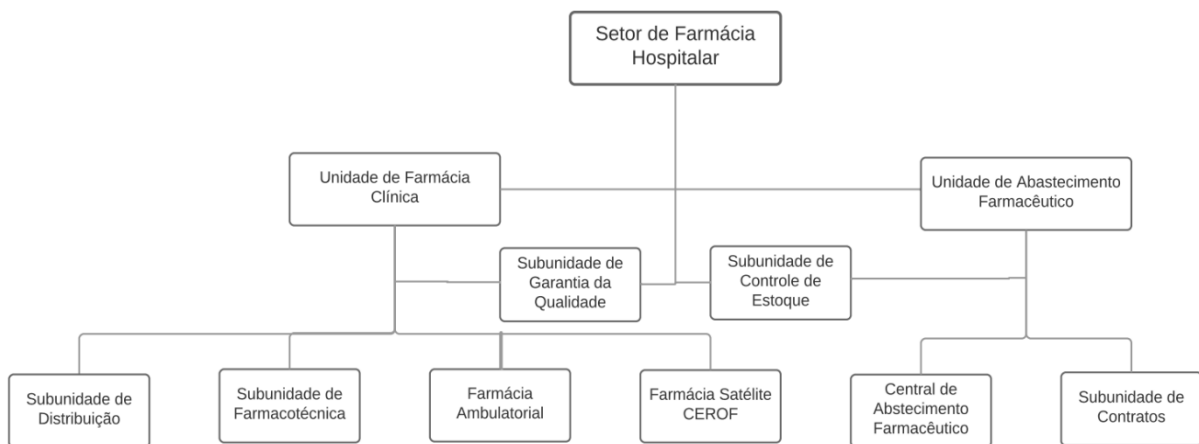 Setor de Farmácia
Hospitalar
Unidade de Farmácia
Clínica
Unidade de Abastecimento
Farmacêutico
Subunidade de
Garantia da
Qualidade
Subunidade de
Controle de
Estoque
Subunidade de
Distribuição
Subunidade de
Farmacotécnica
Farmácia
Ambulatorial
Farmácia Satélite
CEROF
Central de
Abstecimento
Farmacêutico
Subunidade de
Contratos